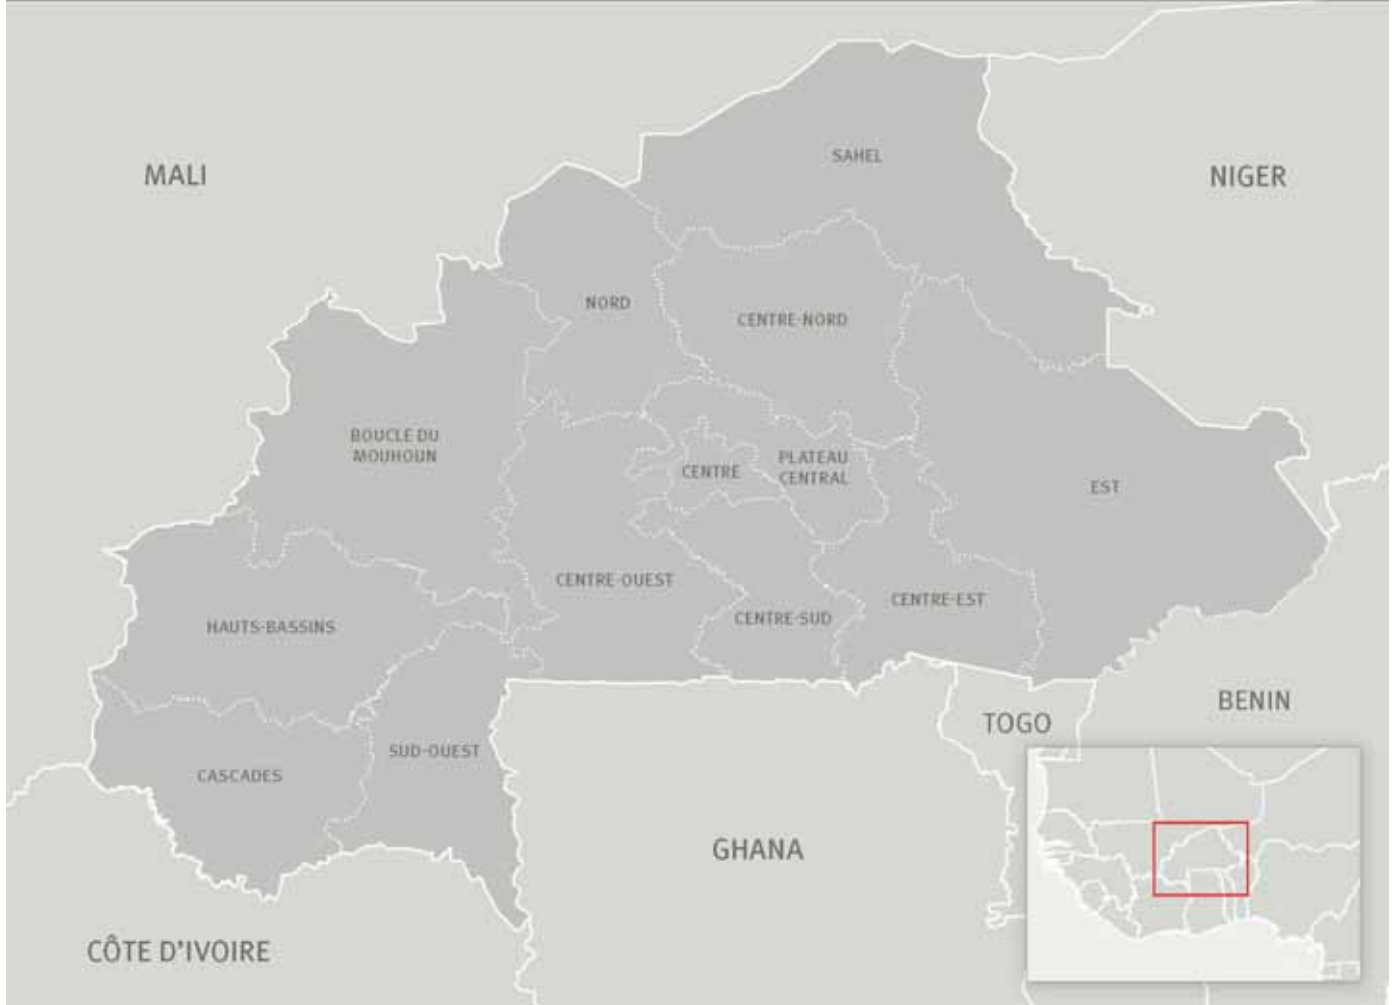 SAHEL
MALI
NIGER
NORD
CENTRE-NORD
BOUCLE DU
MOUHOUN
CENTRE
PLATEAU
CENTRAL
EST
CENTRE-OUEST
CENTRE-EST
CENTRE-SUD
HAUTS-BASSINS
BENIN
TOGO
SUD-OUEST
CASCADES
GHANA
CÔTE D'IVOIRE